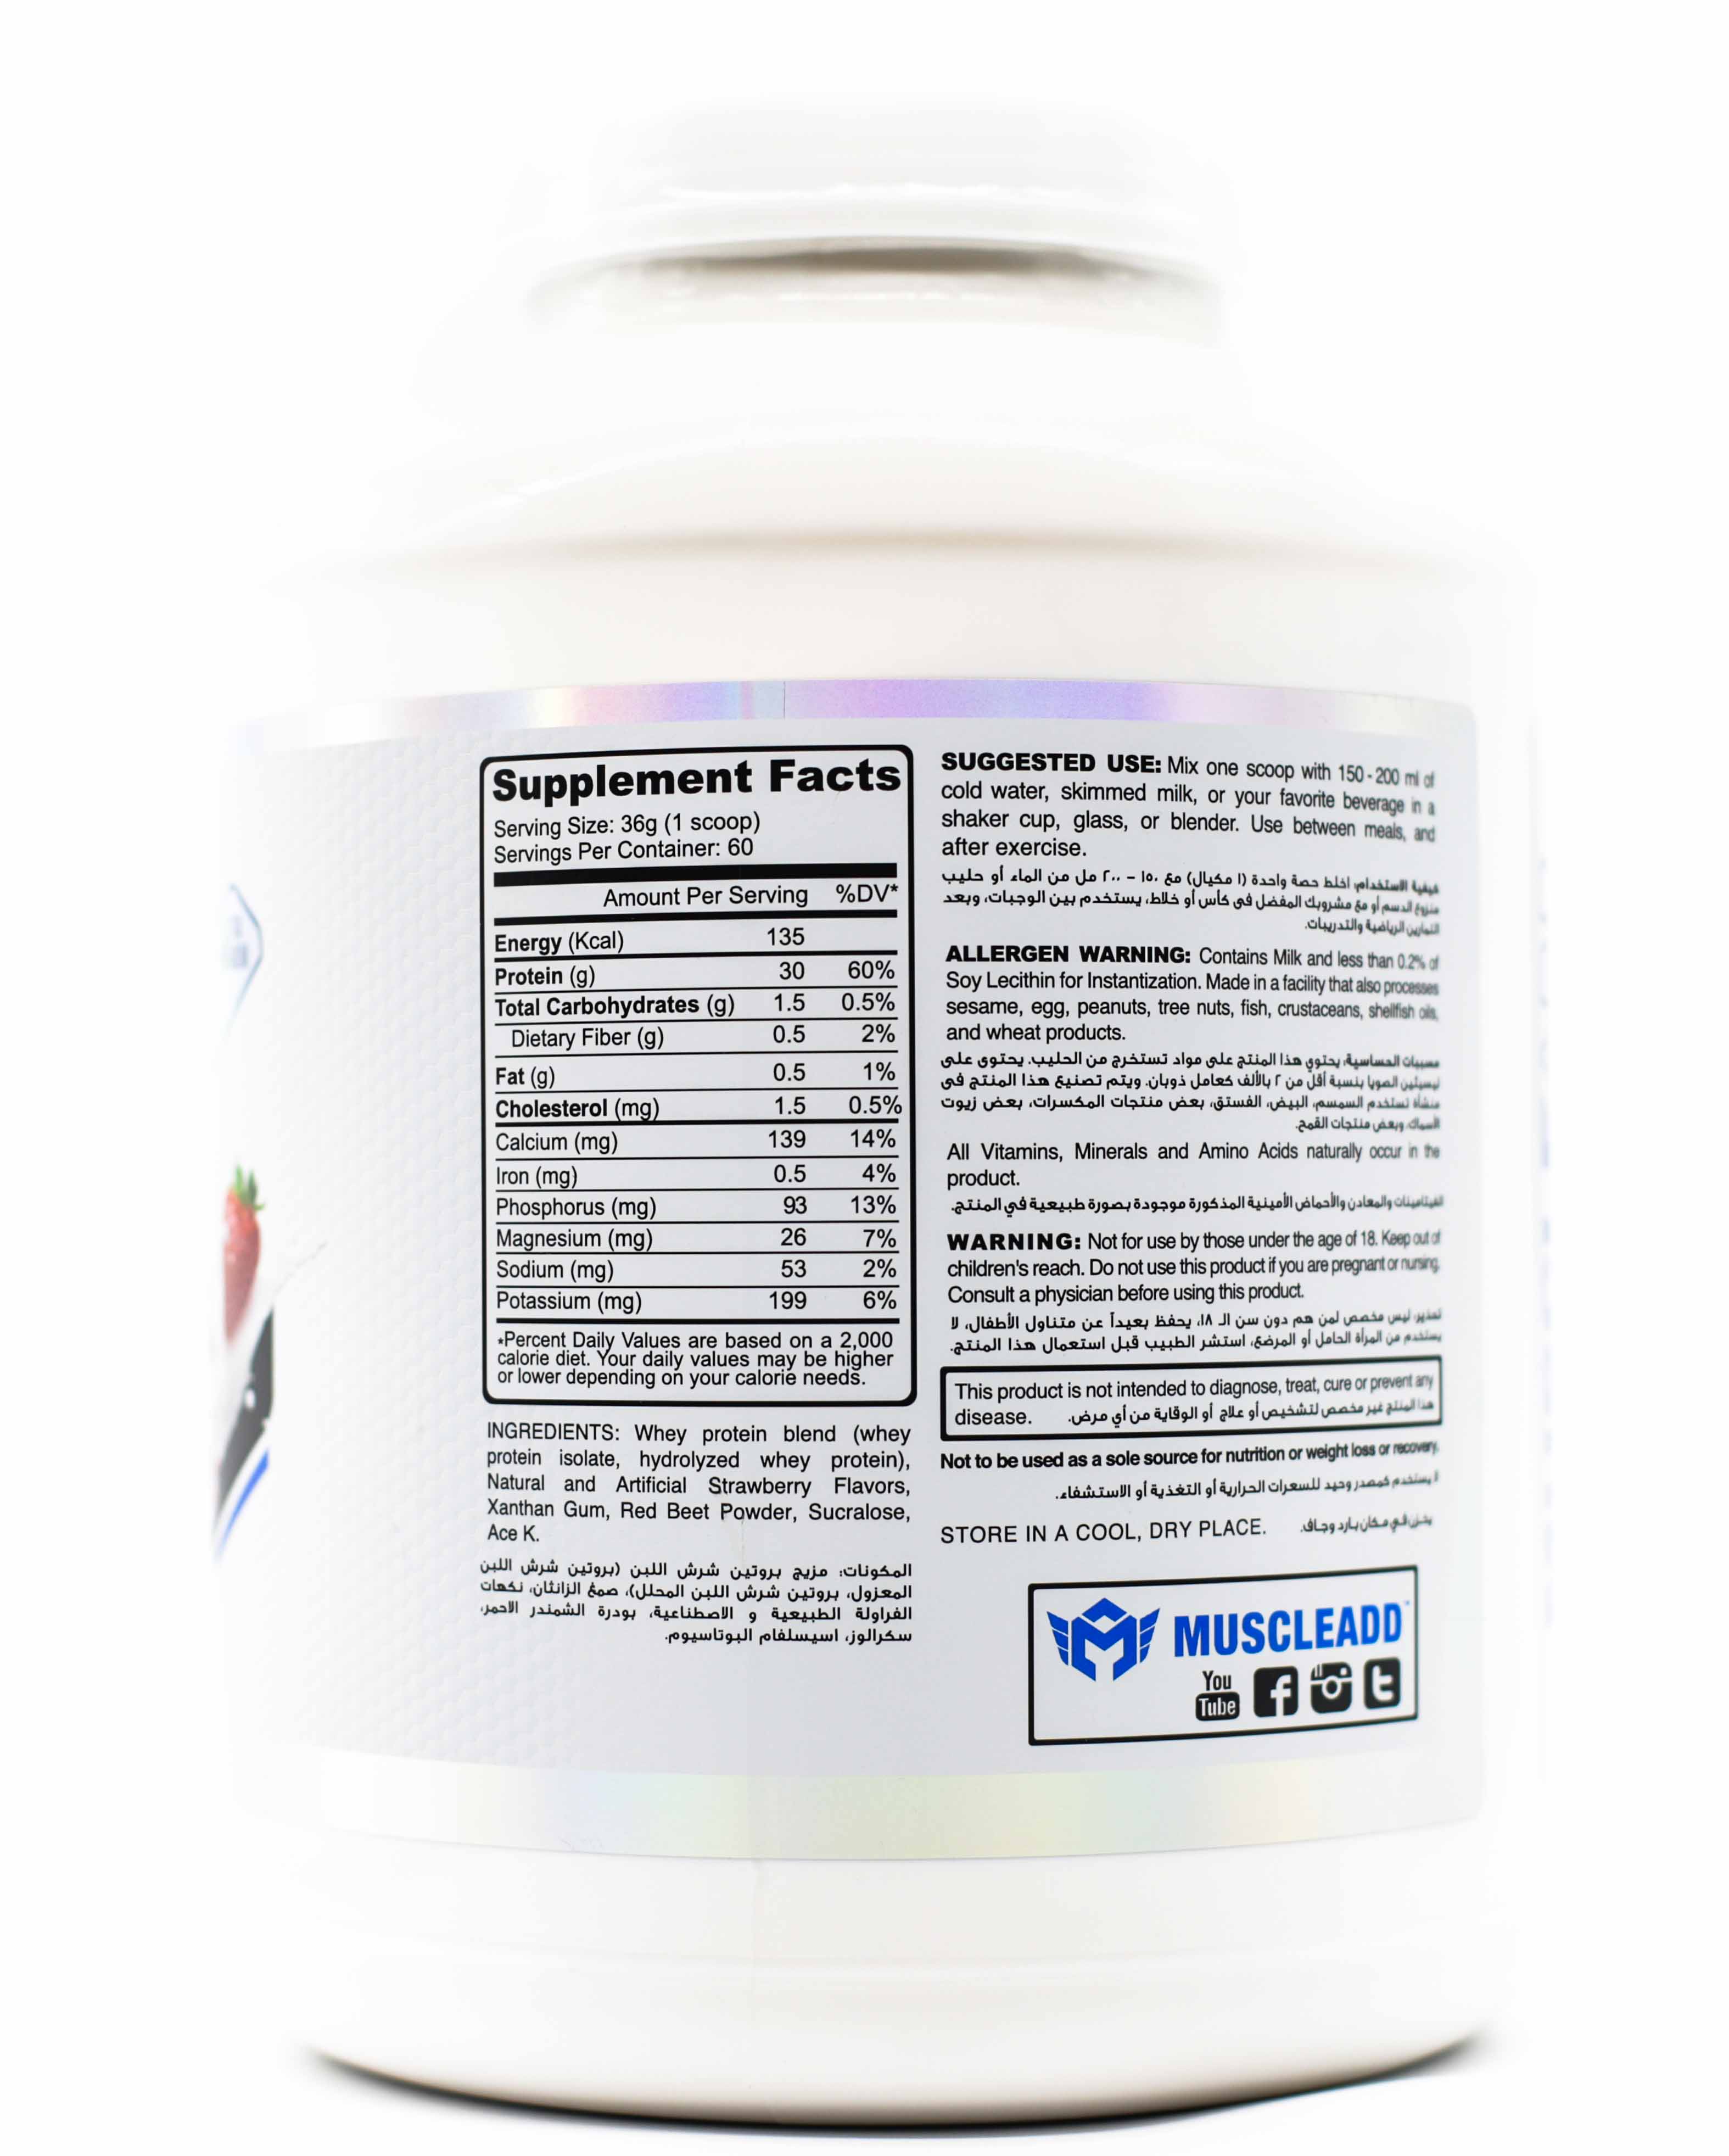 Supplement Facts
Serving Size: 36g (1 scoop)
Servings Per Container: 60
Amount Per Serving %DV*
Energy (Kcal) 135
Protein (g) 30 60%
Total Carbohydrates (g) 1.5 0.5%
Dietary Fiber (g) 0.5 2%
Fat (g) 0.5 1%
Cholesterol (mg) 1.5 0.5%
Calcium (mg) 139 14%
Iron (mg) 0.5 4%
Phosphorus (mg) 93 13%
Magnesium (mg) 26 7%
Sodium (mg) 53 2%
Potassium (mg) 199 6%
*Percent Daily Values are based on a 2,000
calorie diet. Your daily values may be higher
or lower depending on your calorie needs.
INGREDIENTS: Whey protein blend (whey
protein isolate, hydrolyzed whey protein),
Natural and Artificial Strawberry Flavors,
Xanthan Gum, Red Beet Powder, Sucralose,
Ace K.
المكونات: مزيج بروتين شرش اللبن (بروتين شرش اللبن
المعزول، بروتين شرش اللبن المحلل)، صمغ الزانثان، نكهات
الفراولة الطبيعية و الاصطناعية، بودرة الشمندر الاحمر،
سكرالوز، اسيسلفام البوتاسيوم.
SUGGESTED USE: Mix one scoop with 150 - 200 ml of
cold water, skimmed milk, or your favorite beverage in a
shaker cup, glass, or blender. Use between meals, and
after exercise.
كيفية الاستخدام: اخلط حصة واحدة (١ مكيال) مع ١٥٠ - ٢٠٠ مل من الماء أو حليب
منزوع الدسم أو مع مشروبك المفضل في كأس أو خلاط، يستخدم بين الوجبات، وبعد
التمارين الرياضية والتدريبات.
ALLERGEN WARNING: Contains Milk and less than 0.2% of
Soy Lecithin for Instantization. Made in a facility that also processes
sesame, egg, peanuts, tree nuts, fish, crustaceans, shellfish oils,
and wheat products.
مسببات الحساسية: يحتوي هذا المنتج على مواد تستخرج من الحليب. يحتوى على
ليسيثين الصويا بنسبة أقل من ٢ بالألف كعامل ذوبان. ويتم تصنيع هذا المنتج في
منشأة تستخدم السمسم، البيض، الفستق، بعض منتجات المكسرات، بعض زيوت
الأسماك، وبعض منتجات القمح.
All Vitamins, Minerals and Amino Acids naturally occur in the
product.
الفيتامينات والمعادن والأحماض الأمينية المذكورة موجودة بصورة طبيعية في المنتج.
WARNING: Not for use by those under the age of 18. Keep out of
children's reach. Do not use this product if you are pregnant or nursing.
Consult a physician before using this product.
تحذير: ليس مخصص لمن هم دون سن الـ ١٨، يحفظ بعيداً عن متناول الأطفال، لا
يستخدم من المرأة الحامل أو المرضع، استشر الطبيب قبل استعمال هذا المنتج.
This product is not intended to diagnose, treat, cure or prevent any
disease. هذا المنتج غير مخصص لتشخيص أو علاج أو الوقاية من أي مرض.
Not to be used as a sole source for nutrition or weight loss or recovery.
لا يستخدم كمصدر وحيد للسعرات الحرارية أو التغذية أو الاستشفاء.
STORE IN A COOL, DRY PLACE. يخزن في مكان بارد وجاف.
MUSCLEADD
You
Tube